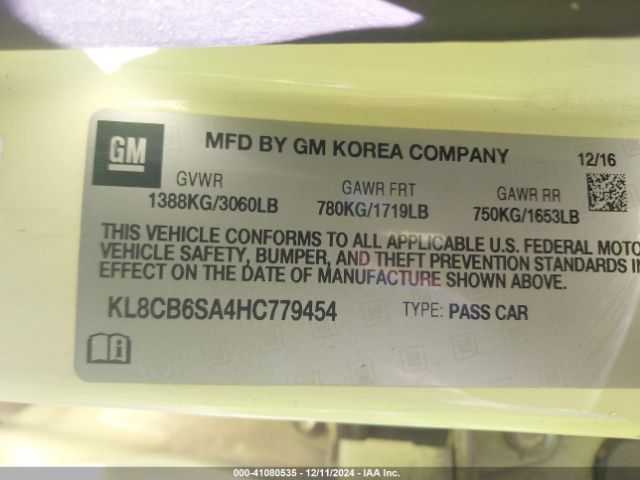 GM
MFD BY GM KOREA COMPANY
12/16
GVWR
GAWR FRT
GAWR RR
1388KG/3060LB
780KG/1719LB
750KG/1653LB
THIS VEHICLE CONFORMS TO ALL APPLICABLE U.S. FEDERAL MOTO
VEHICLE SAFETY, BUMPER, AND THEFT PREVENTION STANDARDS IN
EFFECT ON THE DATE OF MANUFACTURE SHOWN ABOVE.
KL8CB6SA4HC779454
TYPE: PASS CAR
000-41080535 - 12/11/2024 - IAA Inc.